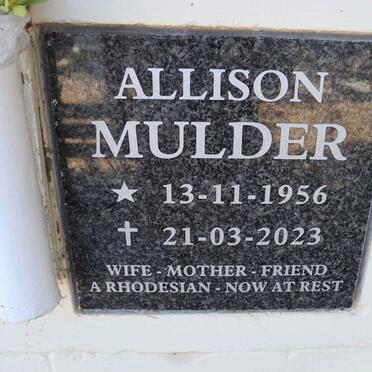 ALLISON
MULDER
★ 13-11-1956
✝ 21-03-2023
WIFE - MOTHER - FRIEND
A RHODESIAN - NOW AT REST